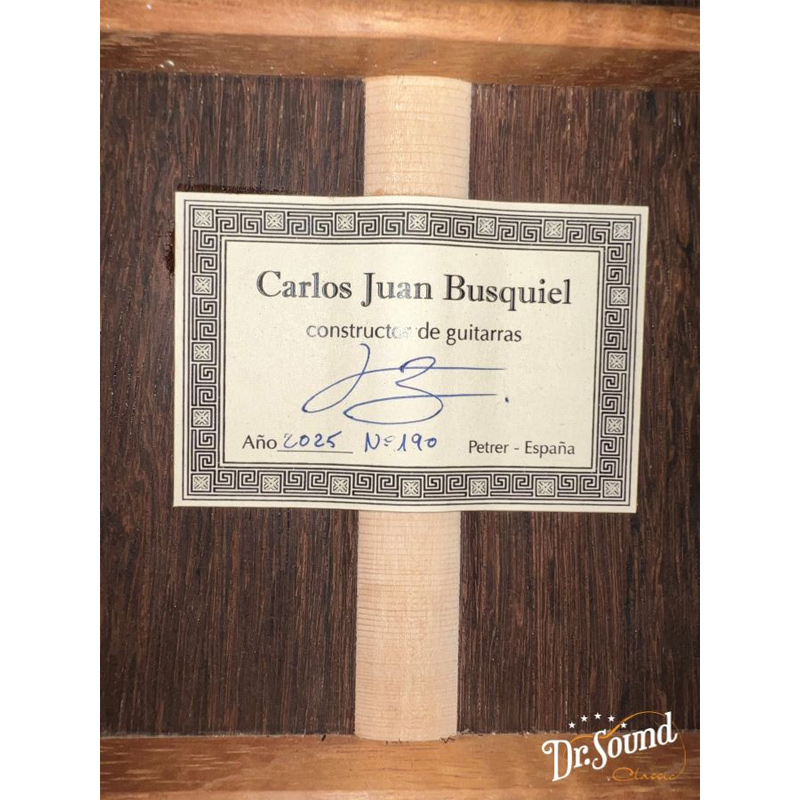 Carlos Juan Busquiel
constructor de guitarras
Año 2025 Nº 190 Petrer - España
Dr. Sound
Classic